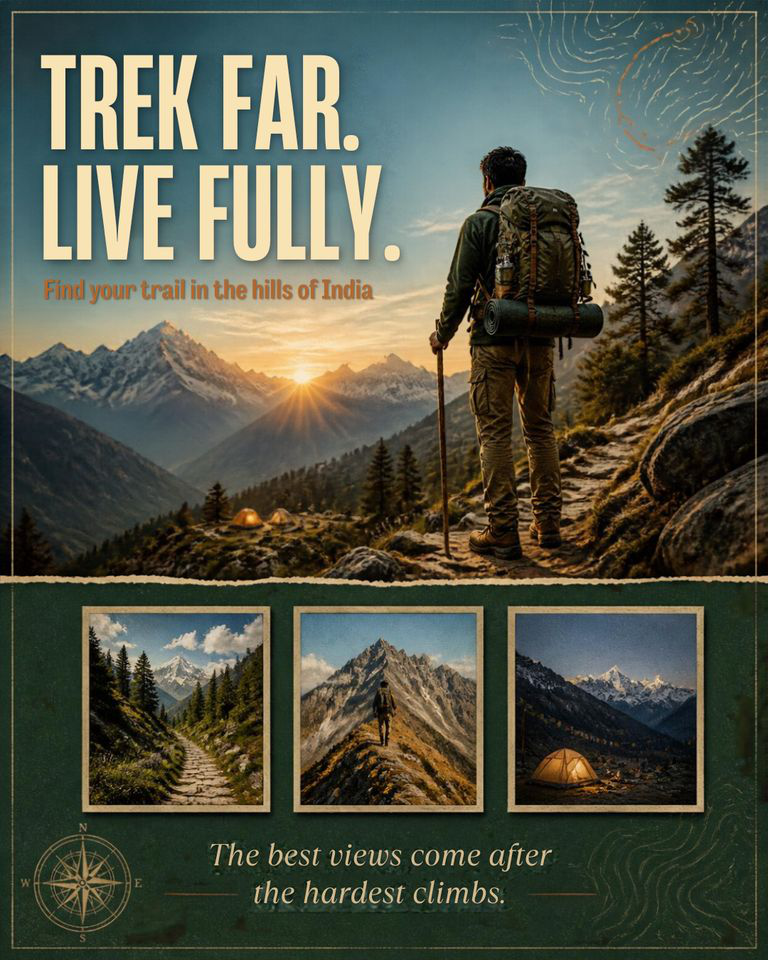 TREK FAR.
LIVE FULLY.
Find your trail in the hills of India
N
W E
S
The best views come after
the hardest climbs.